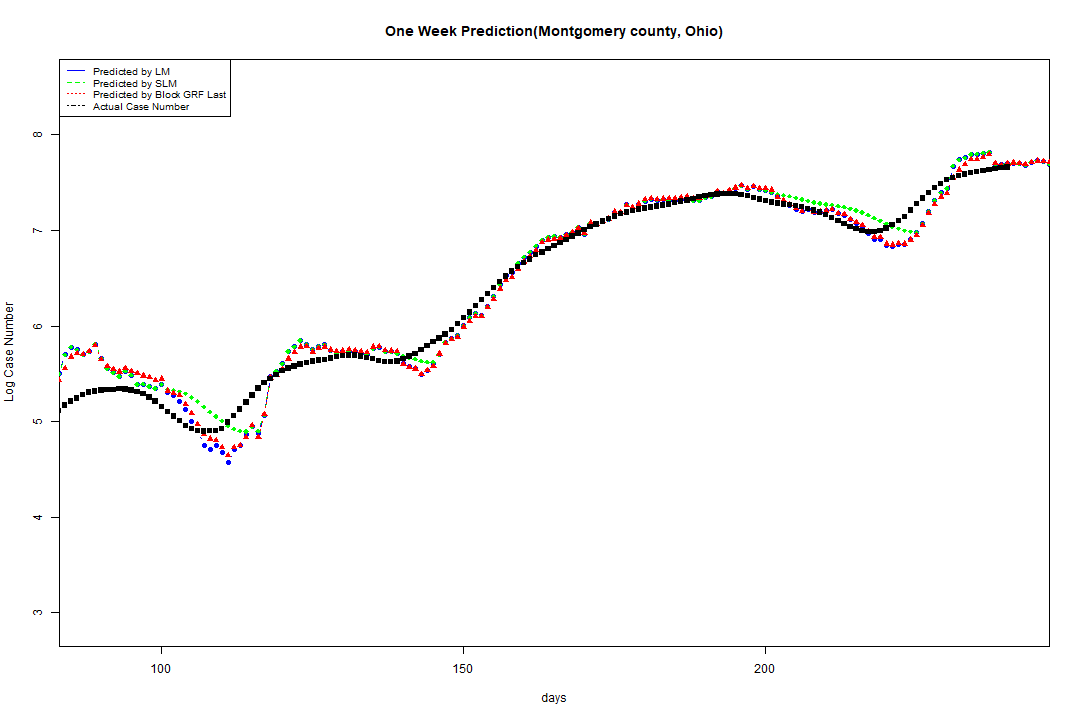 One Week Prediction(Montgomery county, Ohio)
Predicted by LM
Predicted by SLM
Predicted by Block GRF Last
Actual Case Number
8
7
6
5
4
3
Log Case Number
100 150 200
days